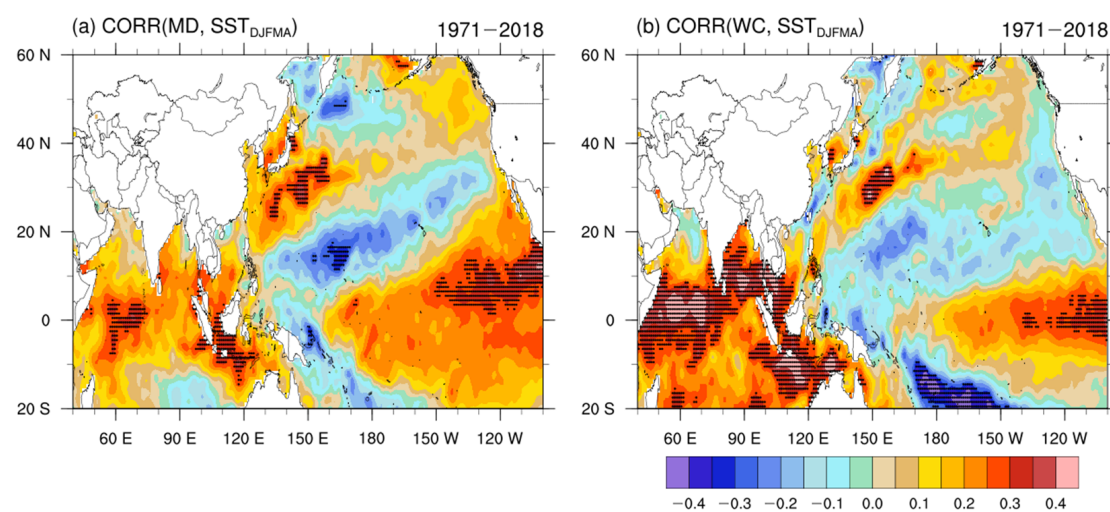 (a) CORR(MD, SST_DJFMA) 1971−2018
60 N
40 N
20 N
0
20 S
60 E 90 E 120 E 150 E 180 150 W 120 W
(b) CORR(WC, SST_DJFMA) 1971−2018
60 N
40 N
20 N
0
20 S
60 E 90 E 120 E 150 E 180 150 W 120 W
−0.4 −0.3 −0.2 −0.1 0.0 0.1 0.2 0.3 0.4